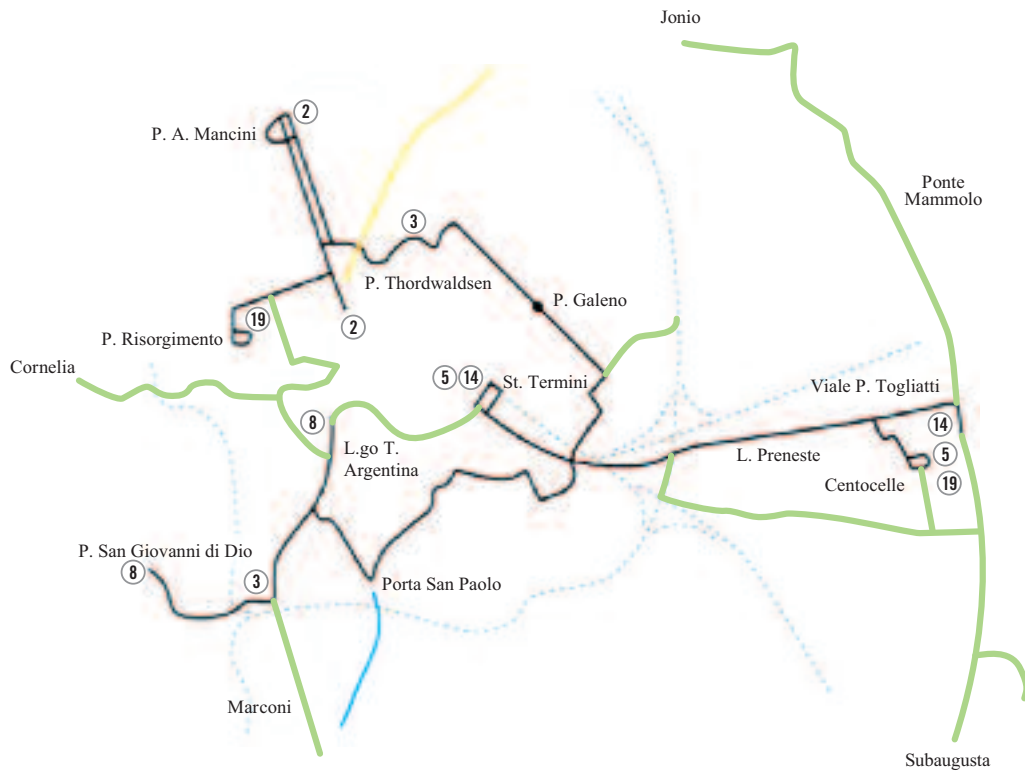 Jonio
2
P. A. Mancini
Ponte
Mammolo
3
P. Thordwaldsen
P. Galeno
19
2
P. Risorgimento
Cornelia
5 14
St. Termini
Viale P. Togliatti
8
14
L.go T.
Argentina
L. Preneste
5
Centocelle
19
P. San Giovanni di Dio
8
3
Porta San Paolo
Marconi
Subaugusta